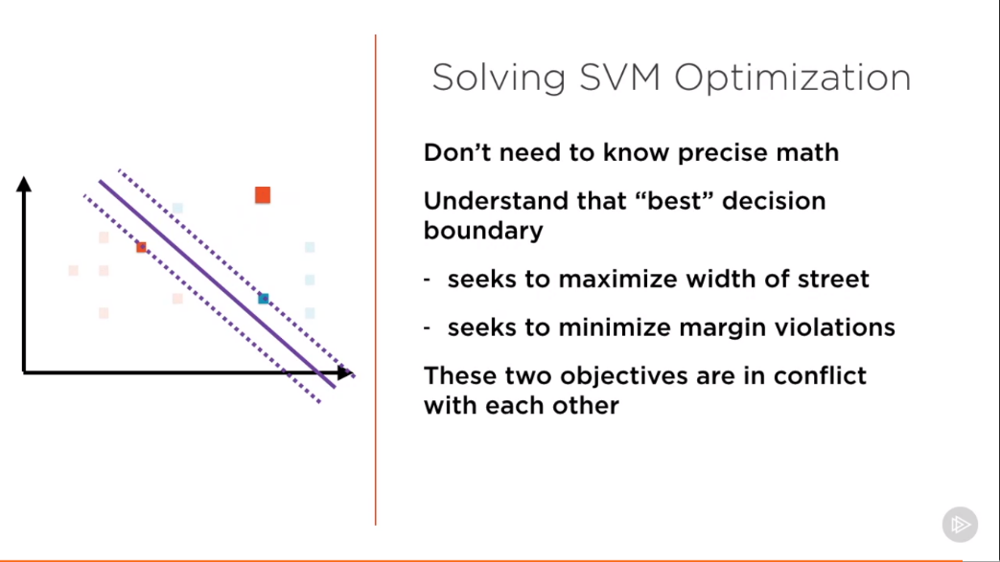 Solving SVM Optimization
Don't need to know precise math
Understand that “best” decision
boundary
- seeks to maximize width of street
- seeks to minimize margin violations
These two objectives are in conflict
with each other